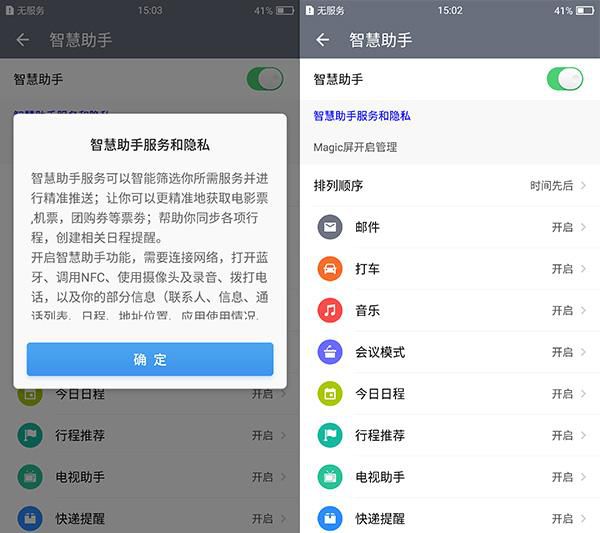 无服务 15:03 41%
智慧助手
智慧助手
智慧助手服务和隐私
智慧助手服务可以智能筛选你所需服务并进
行精准推送；让你可以更精准地获取电影票
,机票，团购券等票劵；帮助你同步各项行
程，创建相关日程提醒。
开启智慧助手功能，需要连接网络，打开蓝
牙、调用NFC、使用摄像头及录音、拨打电
话，以及你的部分信息（联系人、信息、通
话列表、日程、地址位置、应用使用情况、
确 定
今日日程 开启
行程推荐 开启
电视助手 开启
快递提醒 开启
无服务 15:02 41%
智慧助手
智慧助手
智慧助手服务和隐私
Magic屏开启管理
排列顺序 时间先后
邮件 开启
打车 开启
音乐 开启
会议模式 开启
今日日程 开启
行程推荐 开启
电视助手 开启
快递提醒 开启